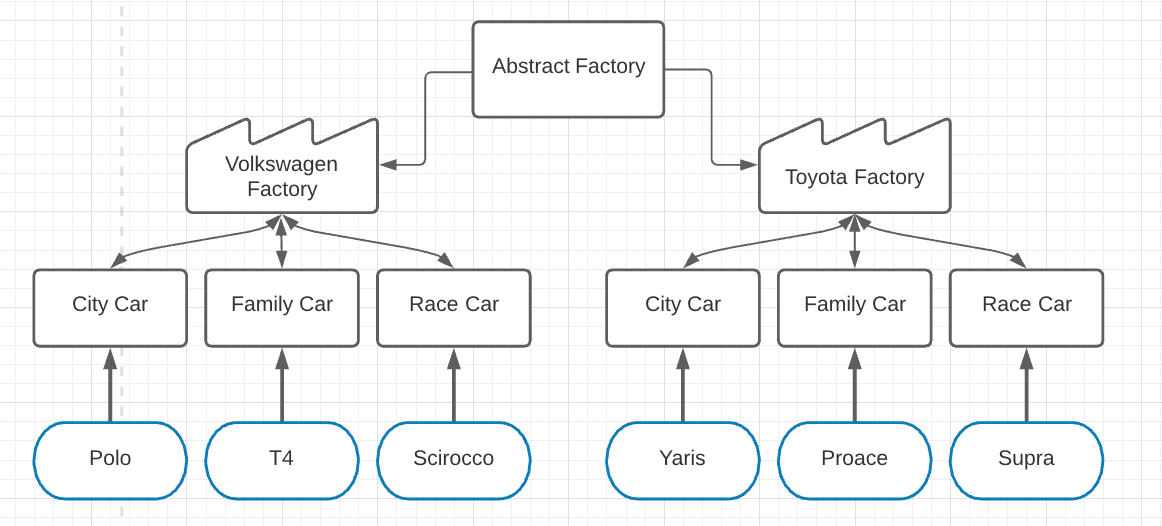 Abstract Factory
Volkswagen
Factory
Toyota Factory
City Car
Family Car
Race Car
City Car
Family Car
Race Car
Polo
T4
Scirocco
Yaris
Proace
Supra